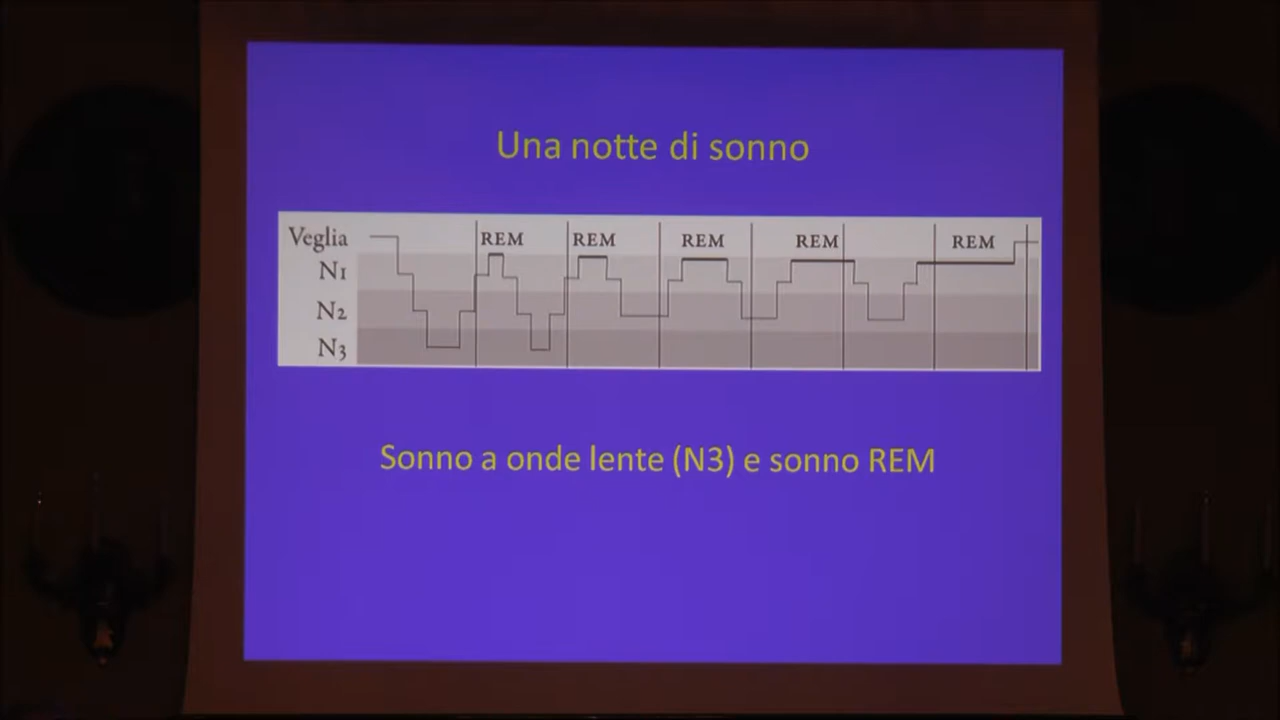 Una notte di sonno
Veglia
REM REM REM REM REM
N1
N2
N3
Sonno a onde lente (N3) e sonno REM